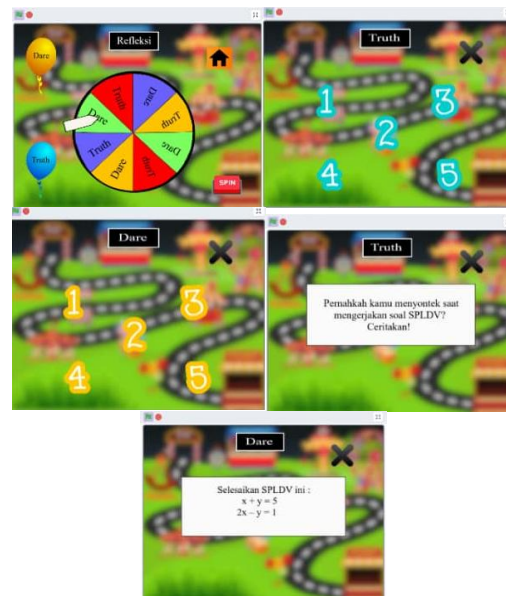 Refleksi
Dare
Truth
Truth
Dare
Truth
Dare
Truth
Dare
Truth
Dare
SPIN
Truth
1
3
2
4
5
Dare
1
3
2
4
5
Truth
Pernahkah kamu menyontek saat
mengerjakan soal SPLDV?
Ceritakan!
Dare
Selesaikan SPLDV ini :
x + y = 5
2x – y = 1